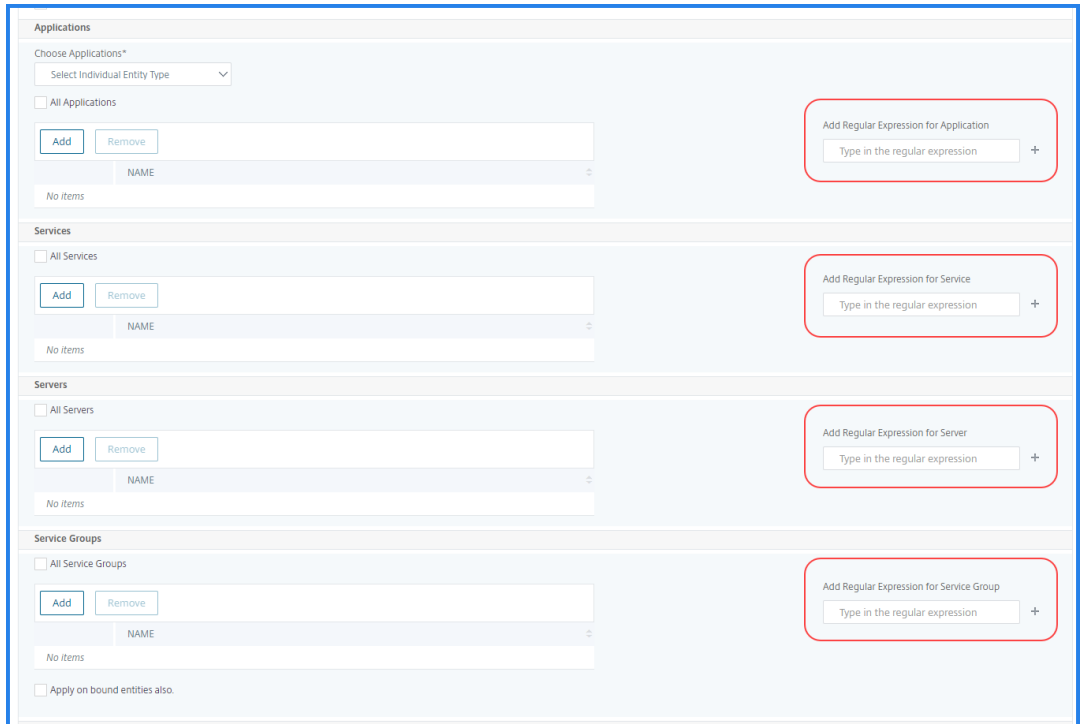 Applications
Choose Applications*
Select Individual Entity Type
All Applications
Add Regular Expression for Application
Add Remove
Type in the regular expression +
NAME
No items
Services
All Services
Add Regular Expression for Service
Add Remove
Type in the regular expression +
NAME
No items
Servers
All Servers
Add Regular Expression for Server
Add Remove
Type in the regular expression +
NAME
No items
Service Groups
All Service Groups
Add Regular Expression for Service Group
Add Remove
Type in the regular expression +
NAME
No items
Apply on bound entities also.